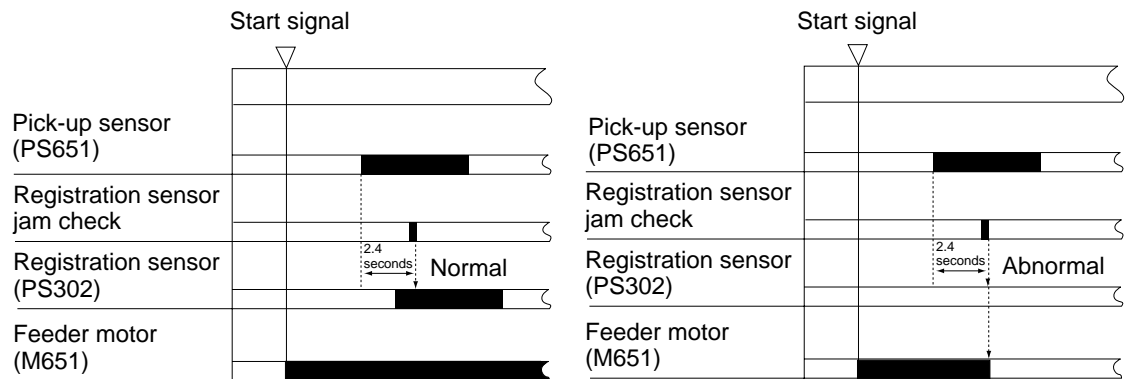 Start signal
Pick-up sensor
(PS651)
Registration sensor
jam check
2.4
seconds
Normal
Registration sensor
(PS302)
Feeder motor
(M651)
Start signal
Pick-up sensor
(PS651)
Registration sensor
jam check
2.4
seconds
Abnormal
Registration sensor
(PS302)
Feeder motor
(M651)